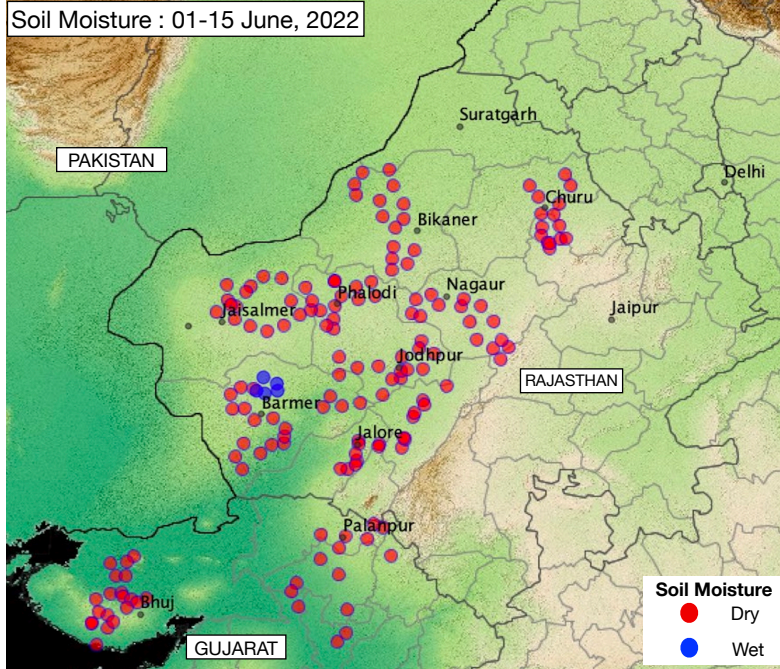 Soil Moisture : 01-15 June, 2022
Suratgarh
PAKISTAN
Delhi
Churu
Bikaner
Nagaur
Phalodi
Jaisalmer
Jaipur
Jodhpur
RAJASTHAN
Barmer
Jalore
Palanpur
Bhuj
GUJARAT
Soil Moisture
Dry
Wet